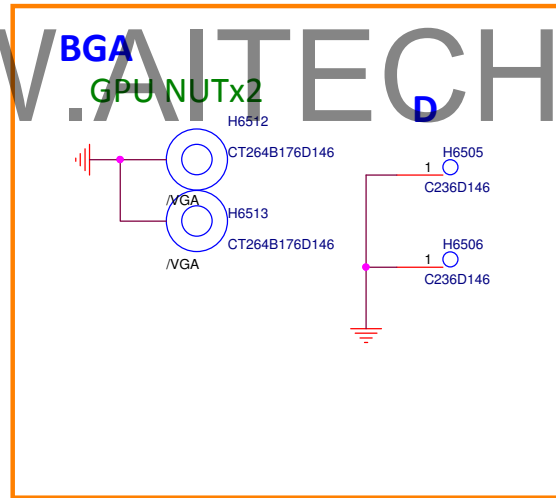 W.AITECH
BGA
GPU NUTx2
D
H6512
CT264B176D146
/VGA
H6513
CT264B176D146
/VGA
H6505
1
C236D146
H6506
1
C236D146